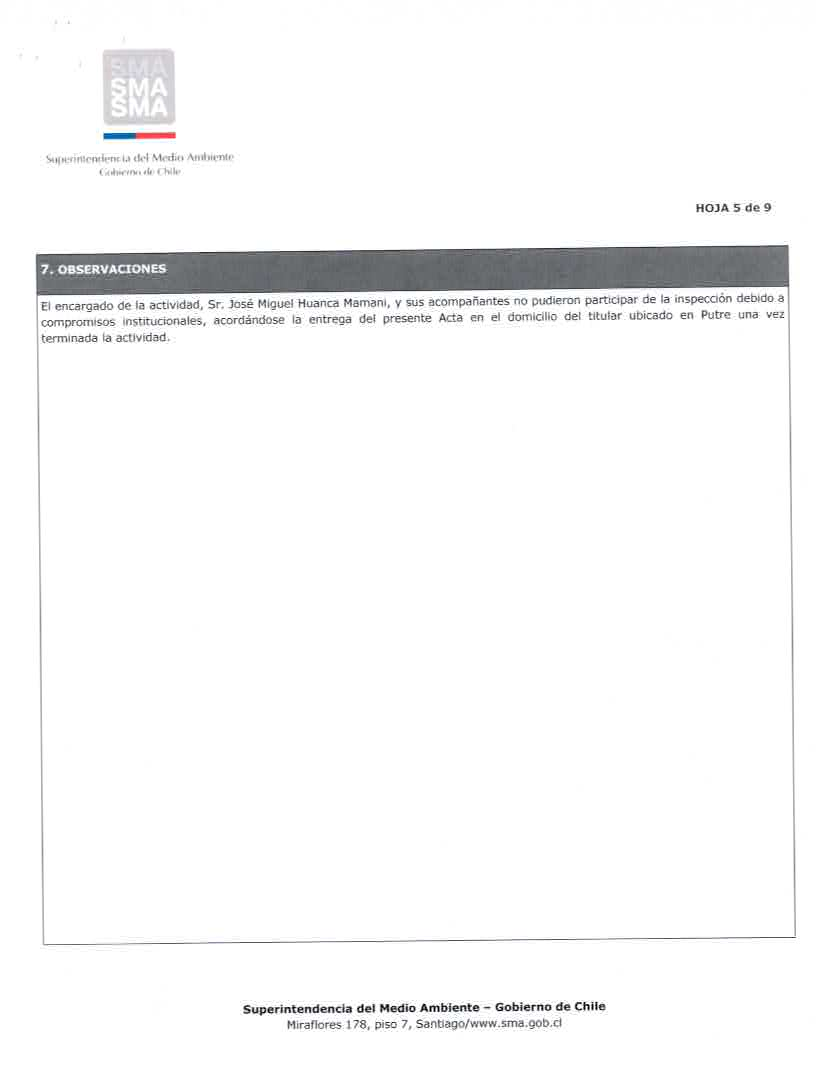 SMA
SMA
SMA
Superintendencia del Medio Ambiente
Gobierno de Chile
HOJA 5 de 9
7. OBSERVACIONES
El encargado de la actividad, Sr. José Miguel Huanca Mamani, y sus acompañantes no pudieron participar de la inspección debido a
compromisos institucionales, acordándose la entrega del presente Acta en el domicilio del titular ubicado en Putre una vez
terminada la actividad.
Superintendencia del Medio Ambiente – Gobierno de Chile
Miraflores 178, piso 7, Santiago/www.sma.gob.cl